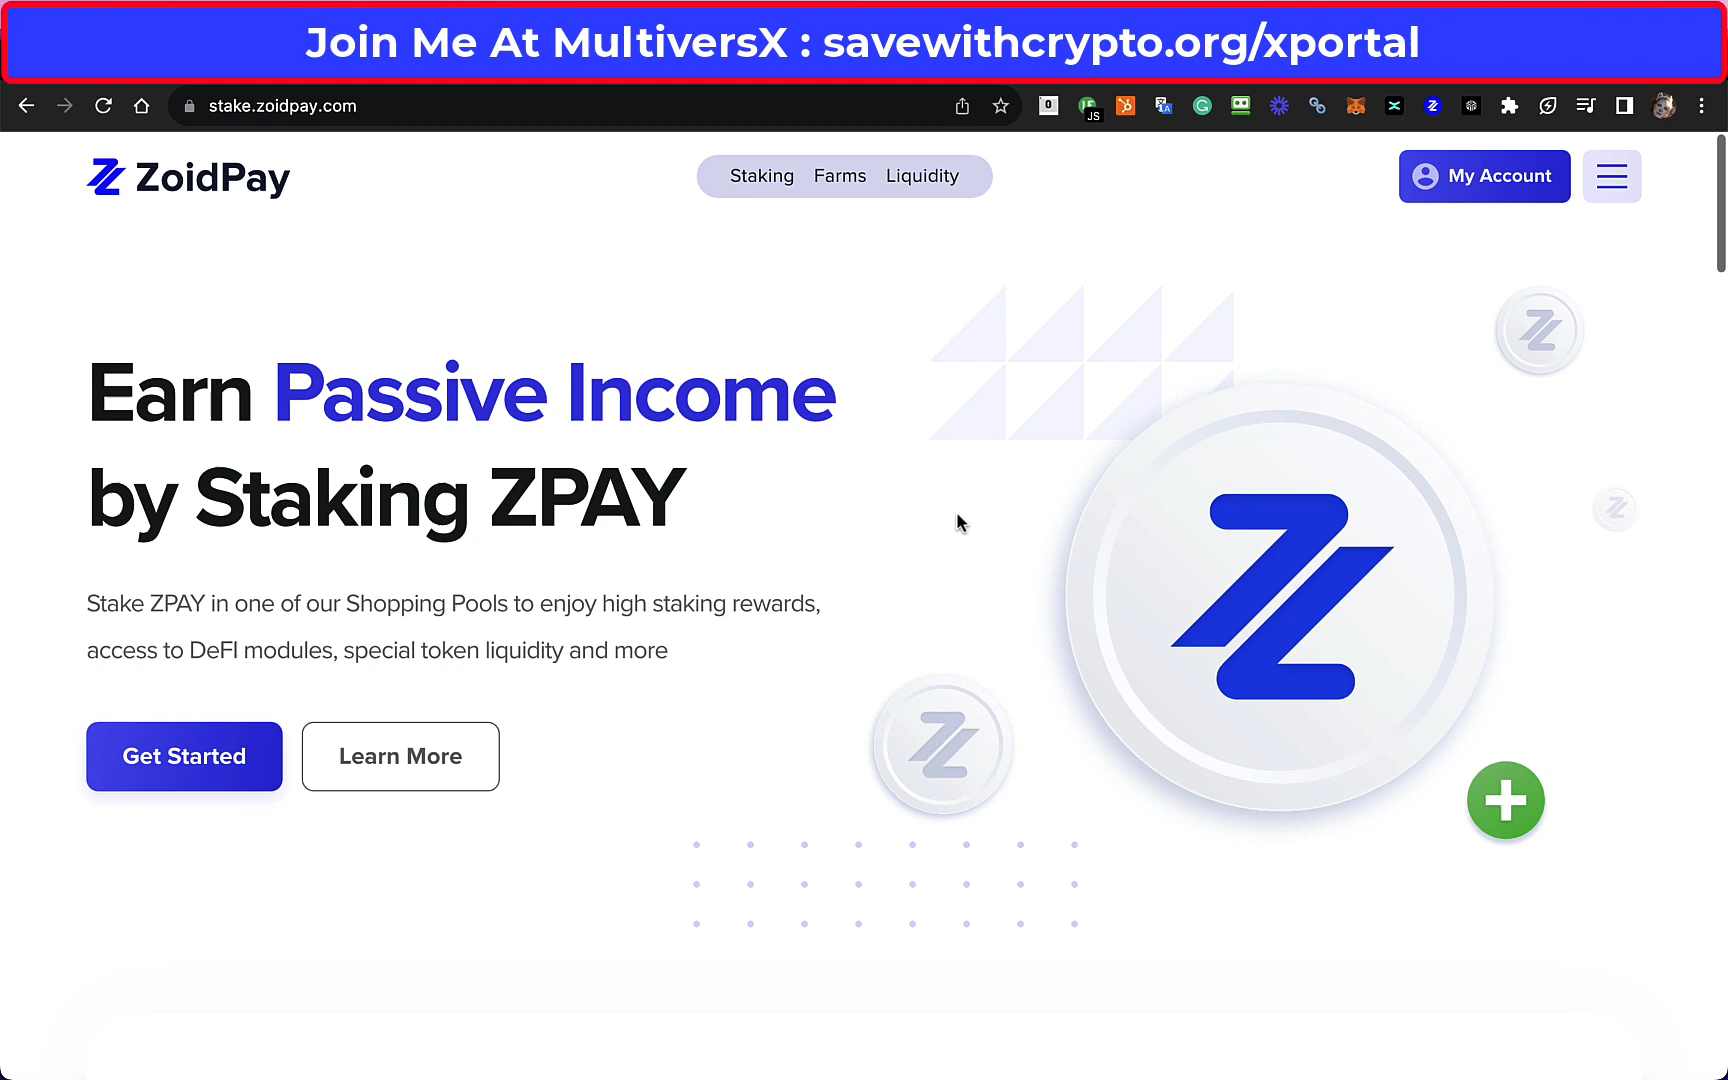 Join Me At MultiversX : savewithcrypto.org/xportal
stake.zoidpay.com
JS
ZoidPay
Staking Farms Liquidity
My Account
Earn Passive Income
by Staking ZPAY
Stake ZPAY in one of our Shopping Pools to enjoy high staking rewards,
access to DeFI modules, special token liquidity and more
Get Started
Learn More